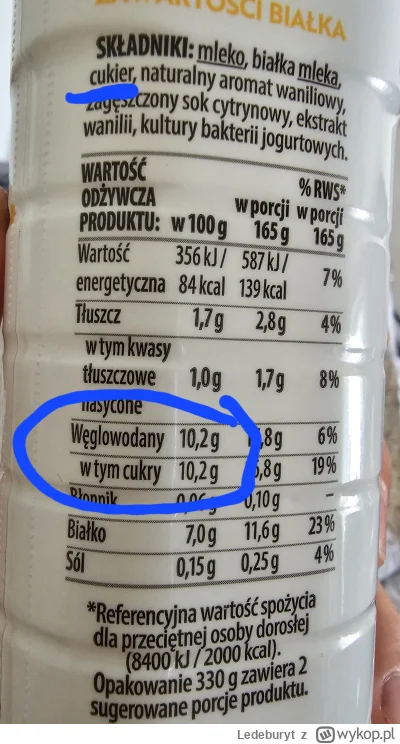 ZAWARTOŚCI BIAŁKA
SKŁADNIKI: mleko, białka mleka,
cukier, naturalny aromat waniliowy,
zagęszczony sok cytrynowy, ekstrakt
wanilii, kultury bakterii jogurtowych.
WARTOŚĆ ODŻYWCZA PRODUKTU: w 100 g w porcji 165 g % RWS* w porcji 165 g
Wartość energetyczna 356 kJ / 84 kcal 587 kJ / 139 kcal 7%
Tłuszcz 1,7 g 2,8 g 4%
w tym kwasy tłuszczowe nasycone 1,0 g 1,7 g 8%
Węglowodany 10,2 g 6%
w tym cukry 10,2 g 19%
Błonnik 0,06 g 0,10 g –
Białko 7,0 g 11,6 g 23%
Sól 0,15 g 0,25 g 4%
*Referencyjna wartość spożycia
dla przeciętnej osoby dorosłej
(8400 kJ / 2000 kcal).
Opakowanie 330 g zawiera 2
sugerowane porcje produktu.
Ledeburyt z wykop.pl